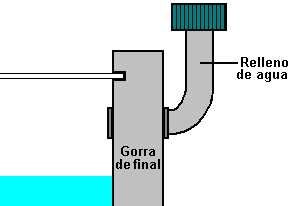 Relleno
de agua
Gorra
de final